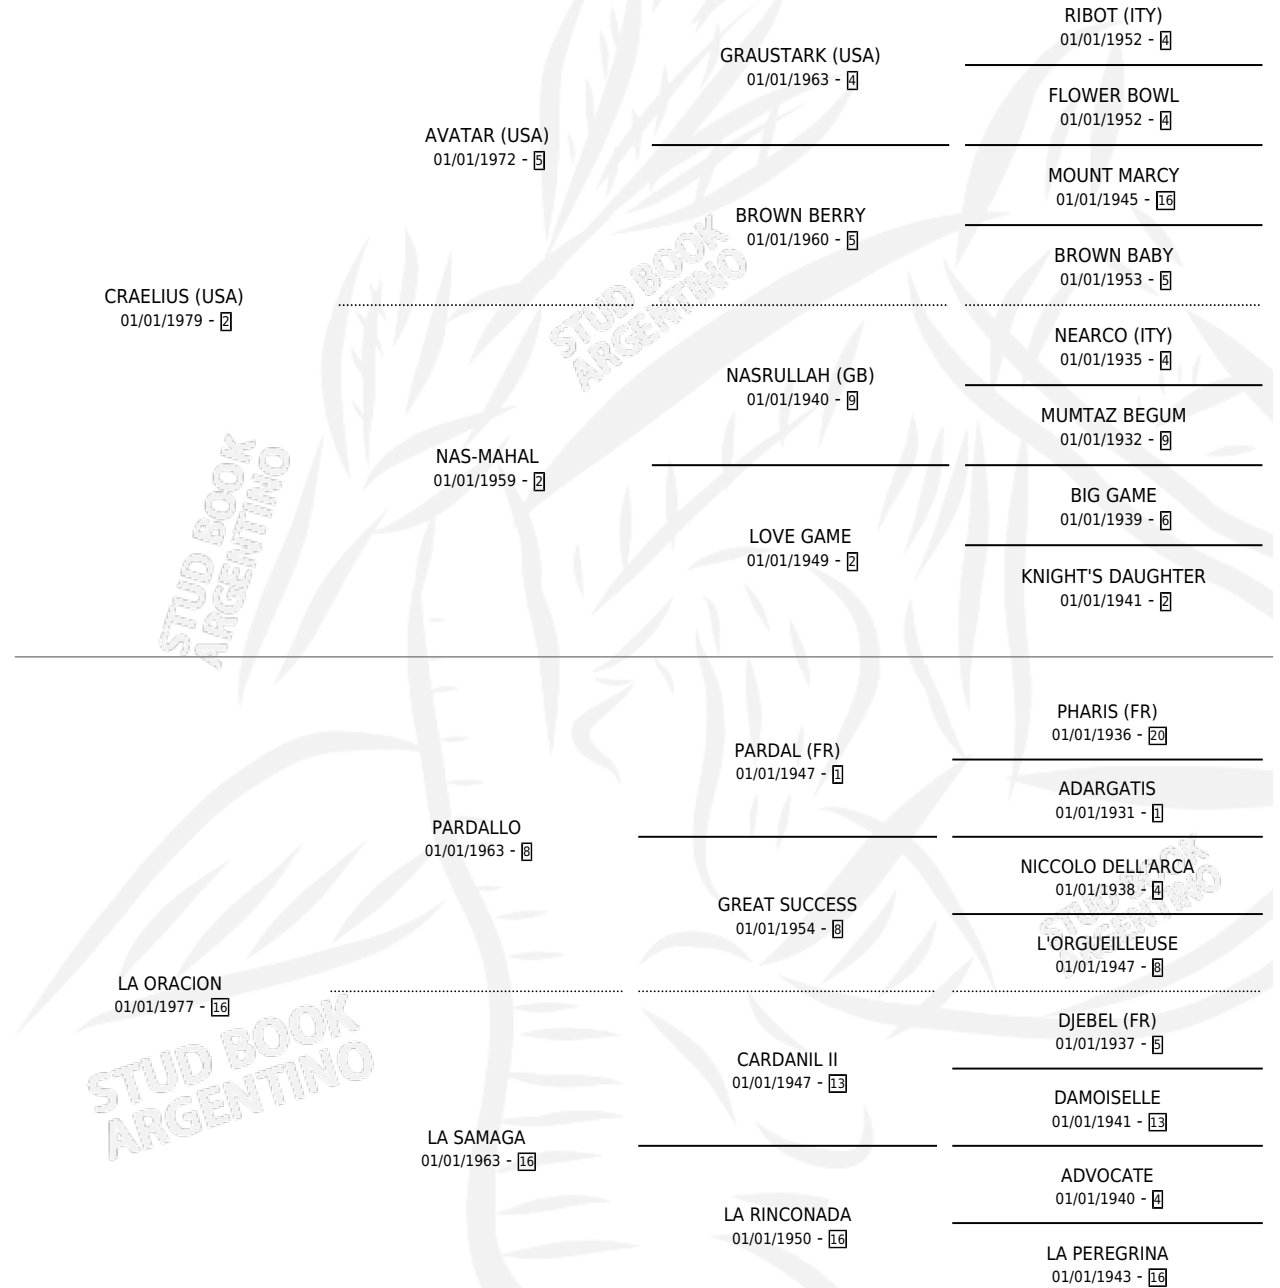 RIBOT (ITY)
01/01/1952 - 4
GRAUSTARK (USA)
01/01/1963 - 4
FLOWER BOWL
01/01/1952 - 4
AVATAR (USA)
01/01/1972 - 5
MOUNT MARCY
01/01/1945 - 16
BROWN BERRY
01/01/1960 - 5
BROWN BABY
01/01/1953 - 5
CRAELIUS (USA)
01/01/1979 - 2
STUD BOOK
ARGENTINO
NEARCO (ITY)
01/01/1935 - 4
NASRULLAH (GB)
01/01/1940 - 9
MUMTAZ BEGUM
01/01/1932 - 9
NAS-MAHAL
01/01/1959 - 2
BIG GAME
01/01/1939 - 6
LOVE GAME
01/01/1949 - 2
KNIGHT'S DAUGHTER
01/01/1941 - 2
STUD BOOK
ARGENTINO
PHARIS (FR)
01/01/1936 - 20
PARDAL (FR)
01/01/1947 - 1
ADARGATIS
01/01/1931 - 1
PARDALLO
01/01/1963 - 8
NICCOLO DELL'ARCA
01/01/1938 - 4
GREAT SUCCESS
01/01/1954 - 8
STUD BOOK
ARGENTINO
L'ORGUEILLEUSE
01/01/1947 - 8
LA ORACION
01/01/1977 - 16
DJEBEL (FR)
01/01/1937 - 5
CARDANIL II
01/01/1947 - 13
STUD BOOK
ARGENTINO
DAMOISELLE
01/01/1941 - 13
LA SAMAGA
01/01/1963 - 16
ADVOCATE
01/01/1940 - 4
LA RINCONADA
01/01/1950 - 16
LA PEREGRINA
01/01/1943 - 16